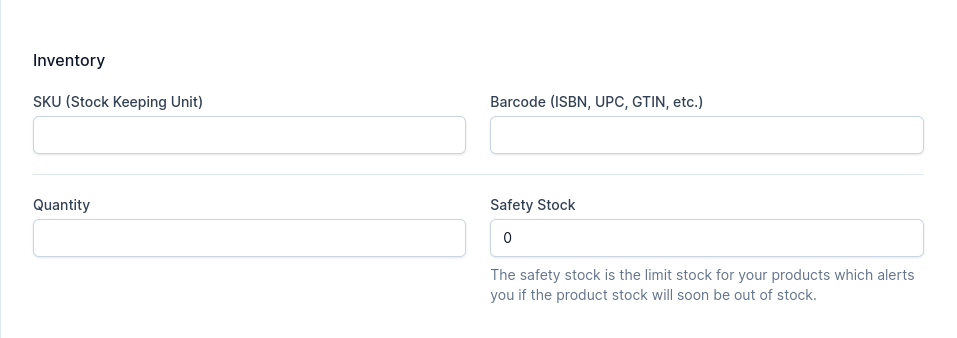 Inventory
SKU (Stock Keeping Unit)
Barcode (ISBN, UPC, GTIN, etc.)
Quantity
Safety Stock
0
The safety stock is the limit stock for your products which alerts
you if the product stock will soon be out of stock.